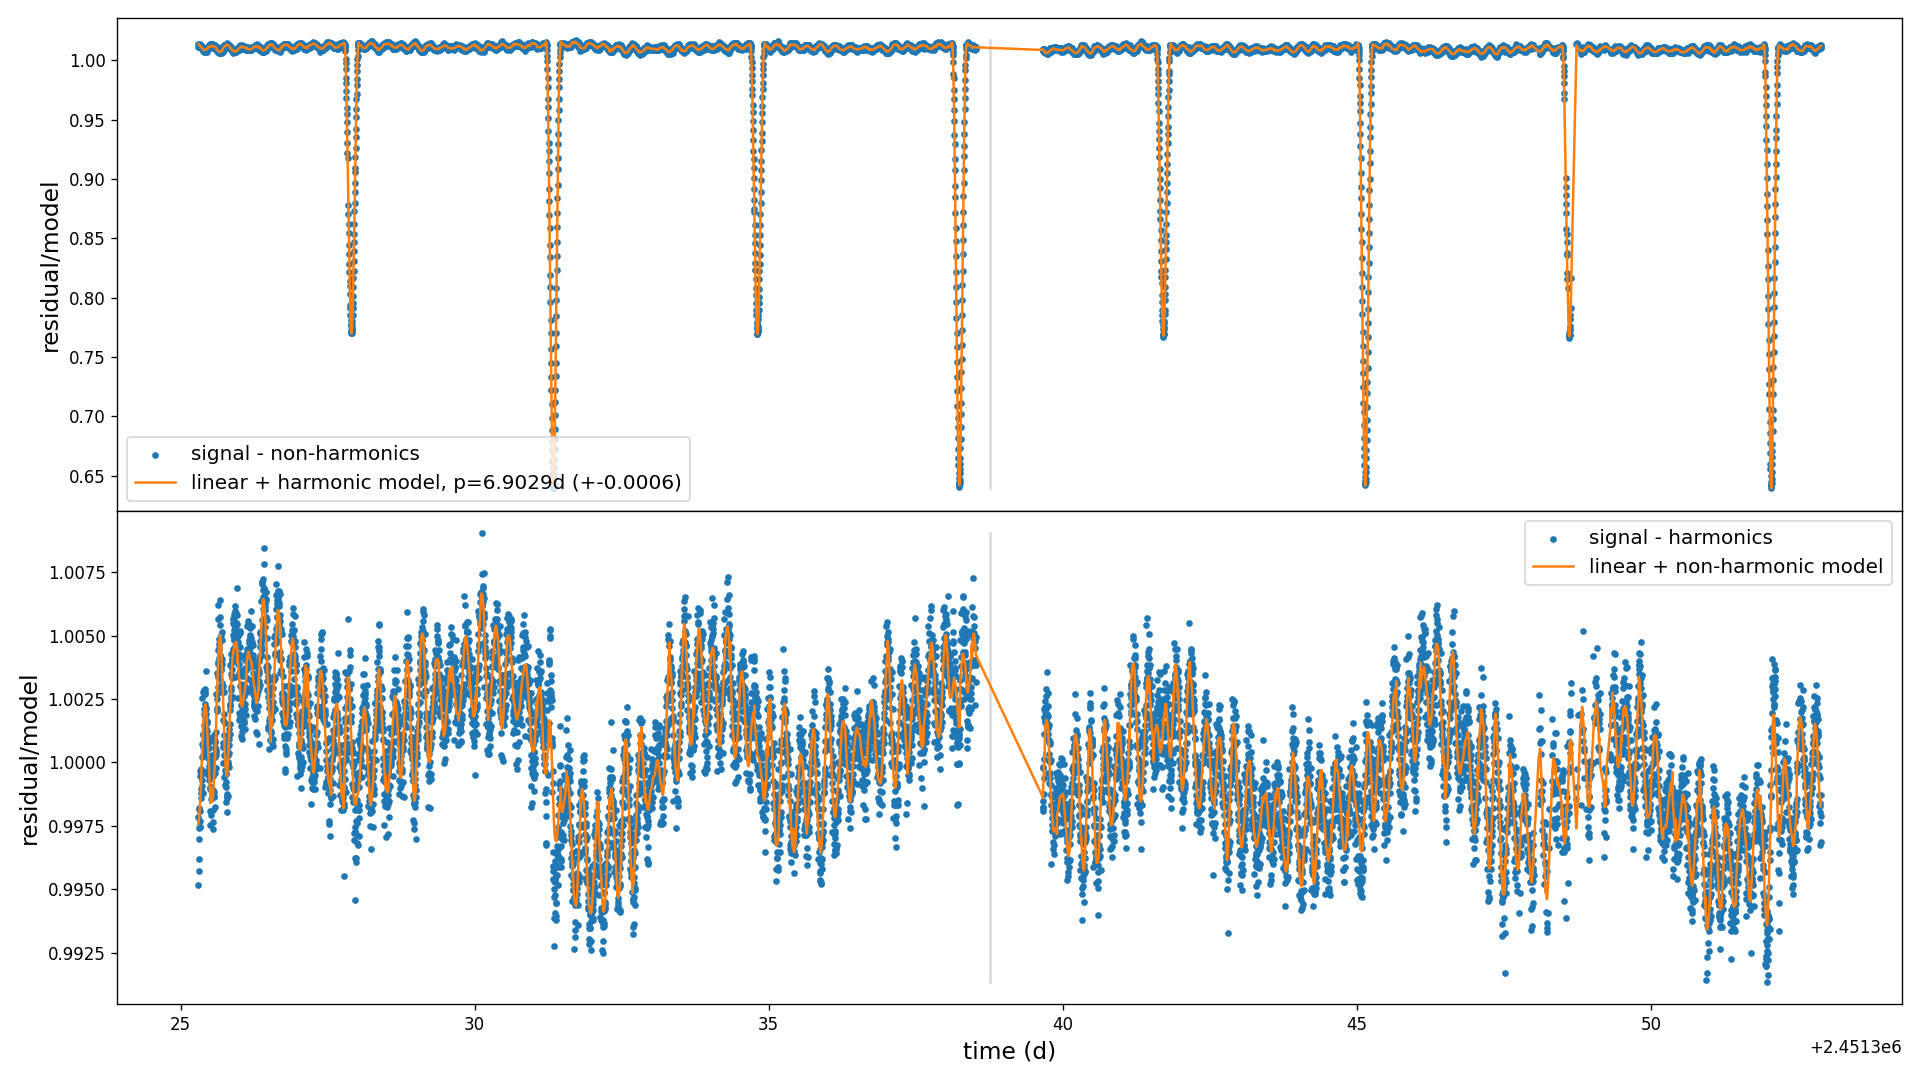 1.00
0.95
0.90
0.85
0.80
0.75
0.70
0.65
residual/model
signal - non-harmonics
linear + harmonic model, p=6.9029d (+-0.0006)
1.0075
1.0050
1.0025
1.0000
0.9975
0.9950
0.9925
residual/model
signal - harmonics
linear + non-harmonic model
25 30 35 40 45 50
time (d)
+2.4513e6